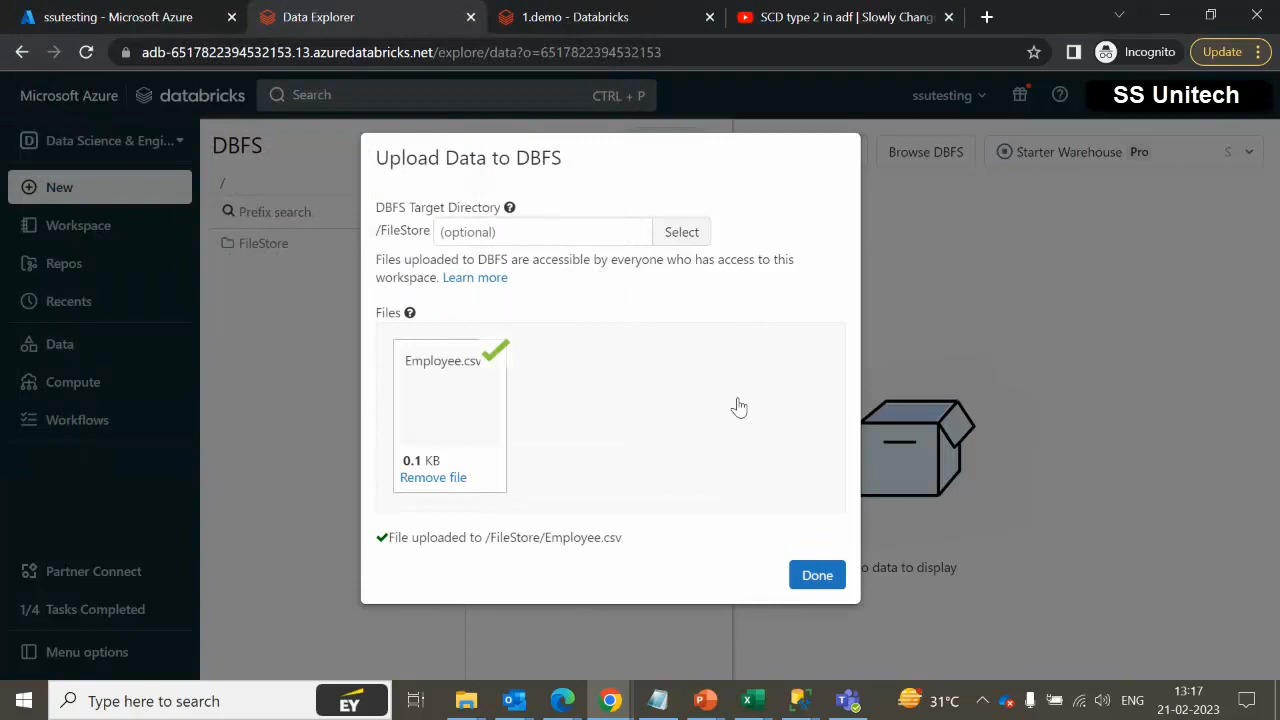 ssutesting - Microsoft Azure
Data Explorer
1.demo - Databricks
SCD type 2 in adf | Slowly Chang
adb-6517822394532153.13.azuredatabricks.net/explore/data?o=6517822394532153
Incognito
Update
Microsoft Azure
databricks
Search
CTRL + P
ssutesting
SS Unitech
Data Science & Engi...
New
Workspace
Repos
Recents
Data
Compute
Workflows
Partner Connect
1/4 Tasks Completed
Menu options
DBFS
/
Prefix search
FileStore
Browse DBFS
Starter Warehouse Pro
S
Upload Data to DBFS
DBFS Target Directory
/FileStore (optional) Select
Files uploaded to DBFS are accessible by everyone who has access to this
workspace. Learn more
Files
Employee.csv
0.1 KB
Remove file
File uploaded to /FileStore/Employee.csv
Done
o data to display
Type here to search
EY
31°C
ENG
13:17
21-02-2023